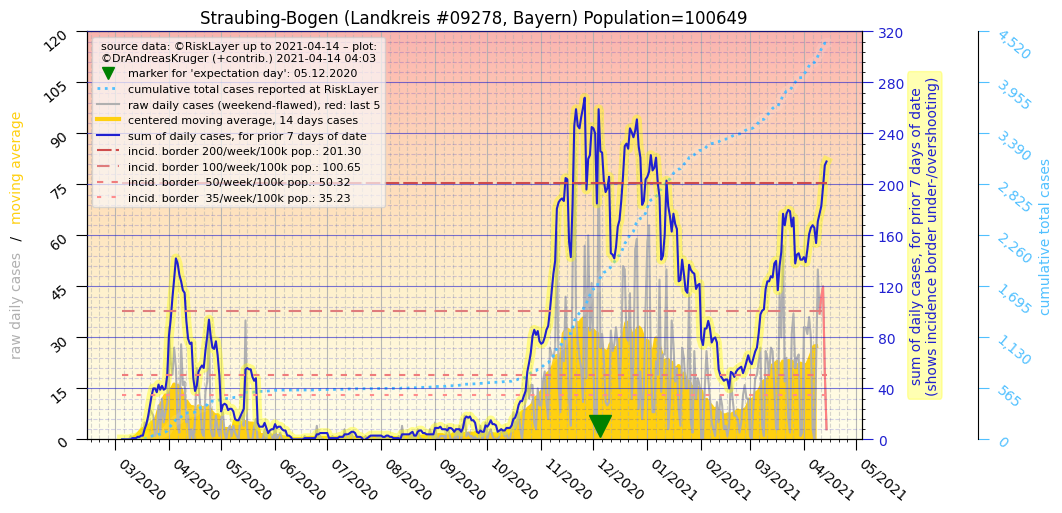 Straubing-Bogen (Landkreis #09278, Bayern) Population=100649
source data: ©RiskLayer up to 2021-04-14 – plot:
©DrAndreasKruger (+contrib.) 2021-04-14 04:03
marker for 'expectation day': 05.12.2020
cumulative total cases reported at RiskLayer
raw daily cases (weekend-flawed), red: last 5
centered moving average, 14 days cases
sum of daily cases, for prior 7 days of date
incid. border 200/week/100k pop.: 201.30
incid. border 100/week/100k pop.: 100.65
incid. border  50/week/100k pop.: 50.32
incid. border  35/week/100k pop.: 35.23
raw daily cases / moving average
120
105
90
75
60
45
30
15
0
03/2020
04/2020
05/2020
06/2020
07/2020
08/2020
09/2020
10/2020
11/2020
12/2020
01/2021
02/2021
03/2021
04/2021
05/2021
320
280
240
200
160
120
80
40
0
sum of daily cases, for prior 7 days of date
(shows incidence border under-/overshooting)
4,520
3,955
3,390
2,825
2,260
1,695
1,130
565
0
cumulative total cases